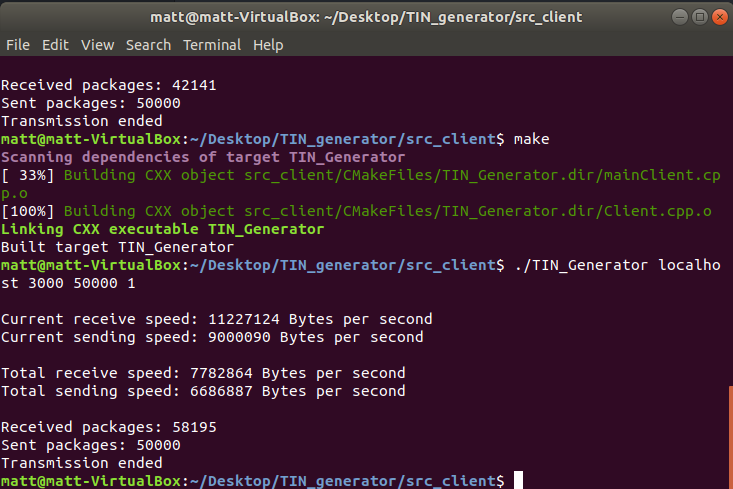 matt@matt-VirtualBox: ~/Desktop/TIN_generator/src_client
File Edit View Search Terminal Help
Received packages: 42141
Sent packages: 50000
Transmission ended
matt@matt-VirtualBox:~/Desktop/TIN_generator/src_client$ make
Scanning dependencies of target TIN_Generator
[ 33%] Building CXX object src_client/CMakeFiles/TIN_Generator.dir/mainClient.cp
p.o
[100%] Building CXX object src_client/CMakeFiles/TIN_Generator.dir/Client.cpp.o
Linking CXX executable TIN_Generator
Built target TIN_Generator
matt@matt-VirtualBox:~/Desktop/TIN_generator/src_client$ ./TIN_Generator localho
st 3000 50000 1
Current receive speed: 11227124 Bytes per second
Current sending speed: 9000090 Bytes per second
Total receive speed: 7782864 Bytes per second
Total sending speed: 6686887 Bytes per second
Received packages: 58195
Sent packages: 50000
Transmission ended
matt@matt-VirtualBox:~/Desktop/TIN_generator/src_client$